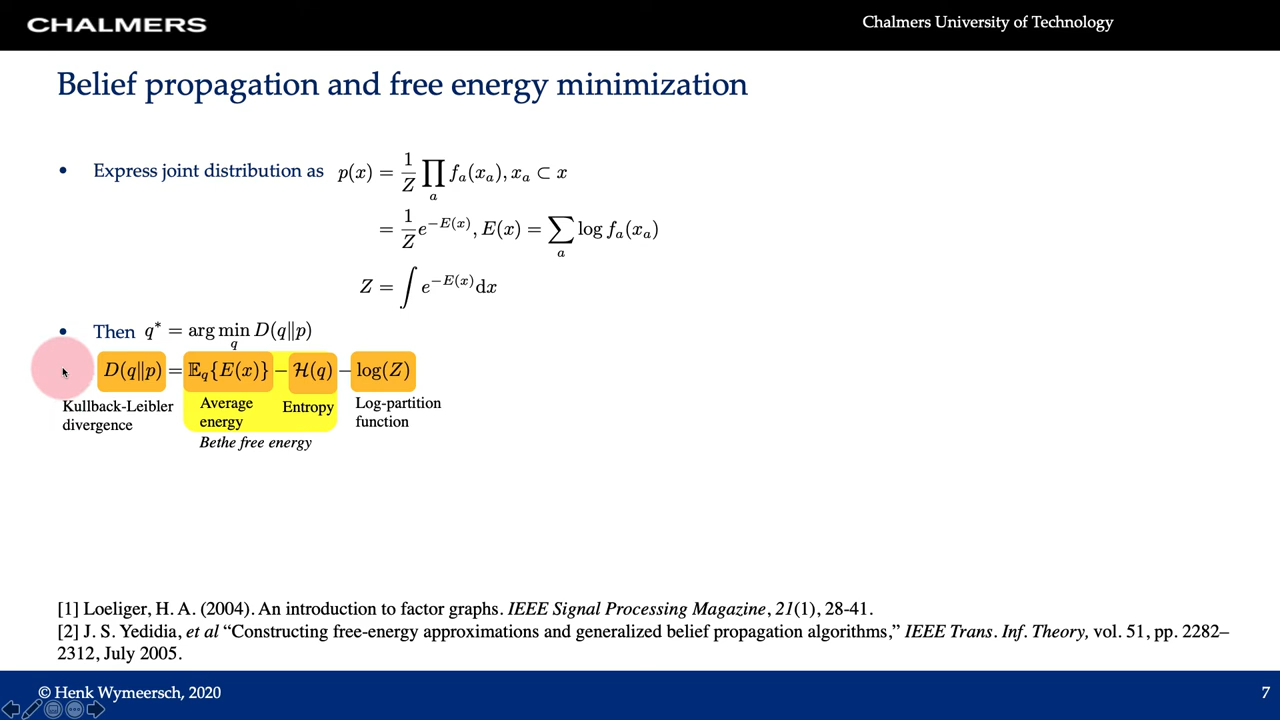 CHALMERS
Chalmers University of Technology
Belief propagation and free energy minimization
• Express joint distribution as p(x) = 1/Z ∏_a f_a(x_a), x_a ⊂ x
= 1/Z e^{−E(x)}, E(x) = ∑_a log f_a(x_a)
Z = ∫ e^{−E(x)} dx
• Then q* = arg min_q D(q‖p)
D(q‖p) = 𝔼_q{E(x)} − ℋ(q) − log(Z)
Kullback-Leibler divergence
Average energy
Entropy
Log-partition function
Bethe free energy
[1] Loeliger, H. A. (2004). An introduction to factor graphs. IEEE Signal Processing Magazine, 21(1), 28-41.
[2] J. S. Yedidia, et al “Constructing free-energy approximations and generalized belief propagation algorithms,” IEEE Trans. Inf. Theory, vol. 51, pp. 2282–
2312, July 2005.
© Henk Wymeersch, 2020
7